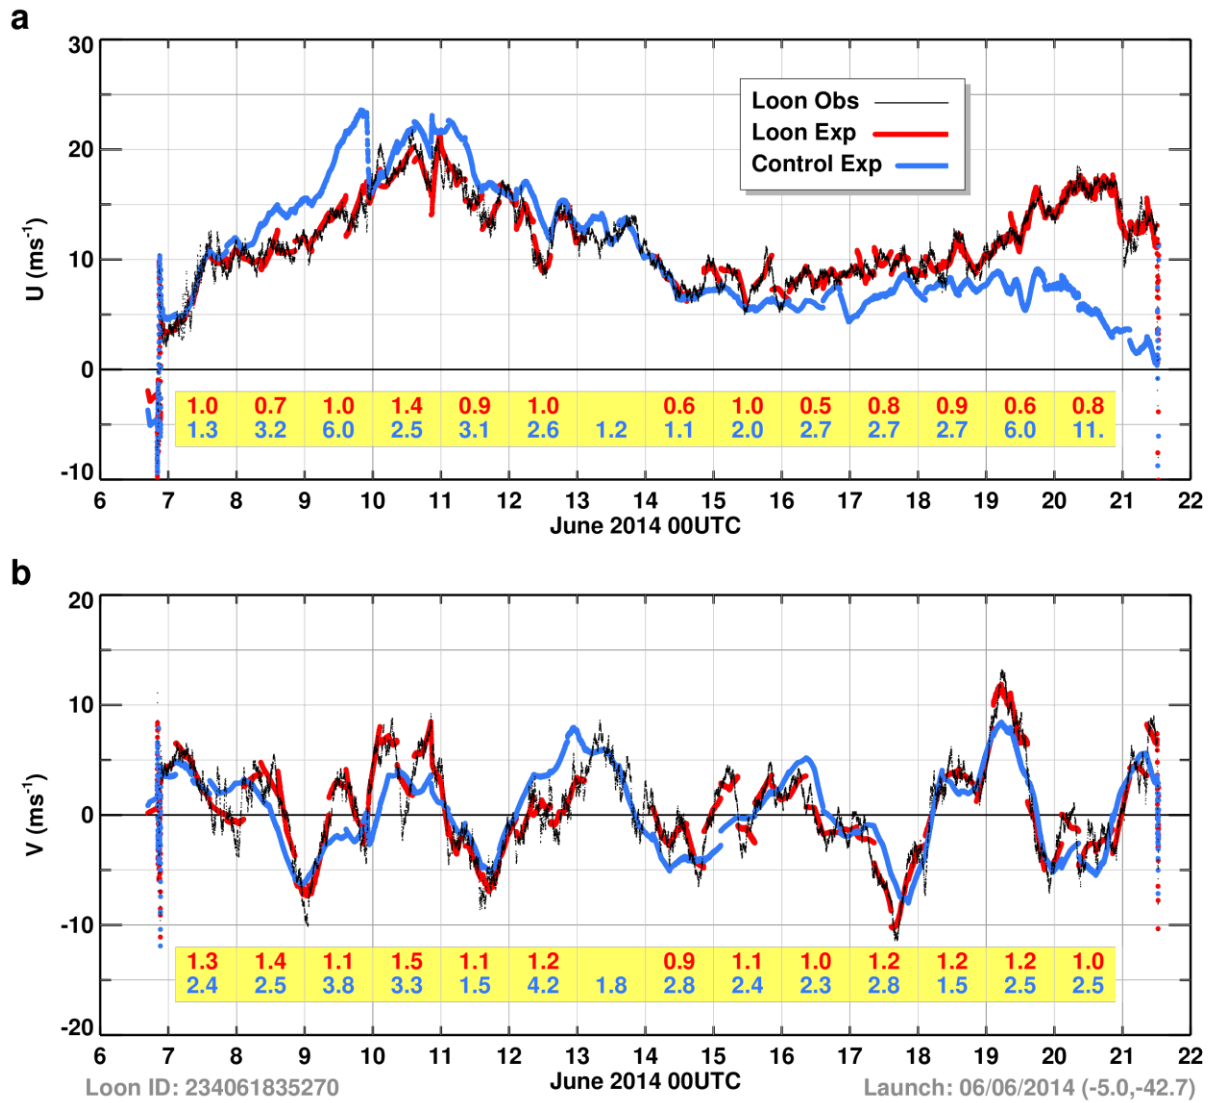 a
30
20
10
0
-10
U (ms-1)
Loon Obs
Loon Exp
Control Exp
1.0 0.7 1.0 1.4 0.9 1.0 0.6 1.0 0.5 0.8 0.9 0.6 0.8
1.3 3.2 6.0 2.5 3.1 2.6 1.2 1.1 2.0 2.7 2.7 2.7 6.0 11.
6 7 8 9 10 11 12 13 14 15 16 17 18 19 20 21 22
June 2014 00UTC
b
20
10
0
-10
-20
V (ms-1)
1.3 1.4 1.1 1.5 1.1 1.2 0.9 1.1 1.0 1.2 1.2 1.2 1.0
2.4 2.5 3.8 3.3 1.5 4.2 1.8 2.8 2.4 2.3 2.8 1.5 2.5 2.5
6 7 8 9 10 11 12 13 14 15 16 17 18 19 20 21 22
June 2014 00UTC
Loon ID: 234061835270
Launch: 06/06/2014 (-5.0,-42.7)